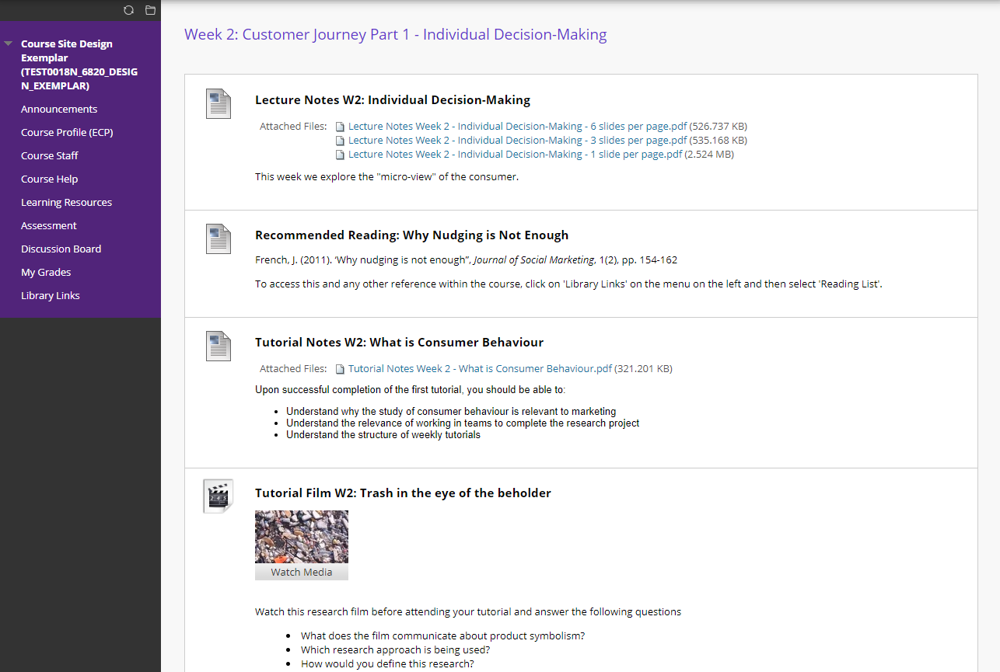 Course Site Design
Exemplar
(TEST0018N_6820_DESIG
N_EXEMPLAR)
Announcements
Course Profile (ECP)
Course Staff
Course Help
Learning Resources
Assessment
Discussion Board
My Grades
Library Links
Week 2: Customer Journey Part 1 - Individual Decision-Making
Lecture Notes W2: Individual Decision-Making
Attached Files: Lecture Notes Week 2 - Individual Decision-Making - 6 slides per page.pdf (526.737 KB)
Lecture Notes Week 2 - Individual Decision-Making - 3 slides per page.pdf (535.168 KB)
Lecture Notes Week 2 - Individual Decision-Making - 1 slide per page.pdf (2.524 MB)
This week we explore the "micro-view" of the consumer.
Recommended Reading: Why Nudging is Not Enough
French, J. (2011). ‘Why nudging is not enough”, Journal of Social Marketing, 1(2), pp. 154-162
To access this and any other reference within the course, click on 'Library Links' on the menu on the left and then select 'Reading List'.
Tutorial Notes W2: What is Consumer Behaviour
Attached Files: Tutorial Notes Week 2 - What is Consumer Behaviour.pdf (321.201 KB)
Upon successful completion of the first tutorial, you should be able to:
• Understand why the study of consumer behaviour is relevant to marketing
• Understand the relevance of working in teams to complete the research project
• Understand the structure of weekly tutorials
Tutorial Film W2: Trash in the eye of the beholder
Watch Media
Watch this research film before attending your tutorial and answer the following questions
• What does the film communicate about product symbolism?
• Which research approach is being used?
• How would you define this research?